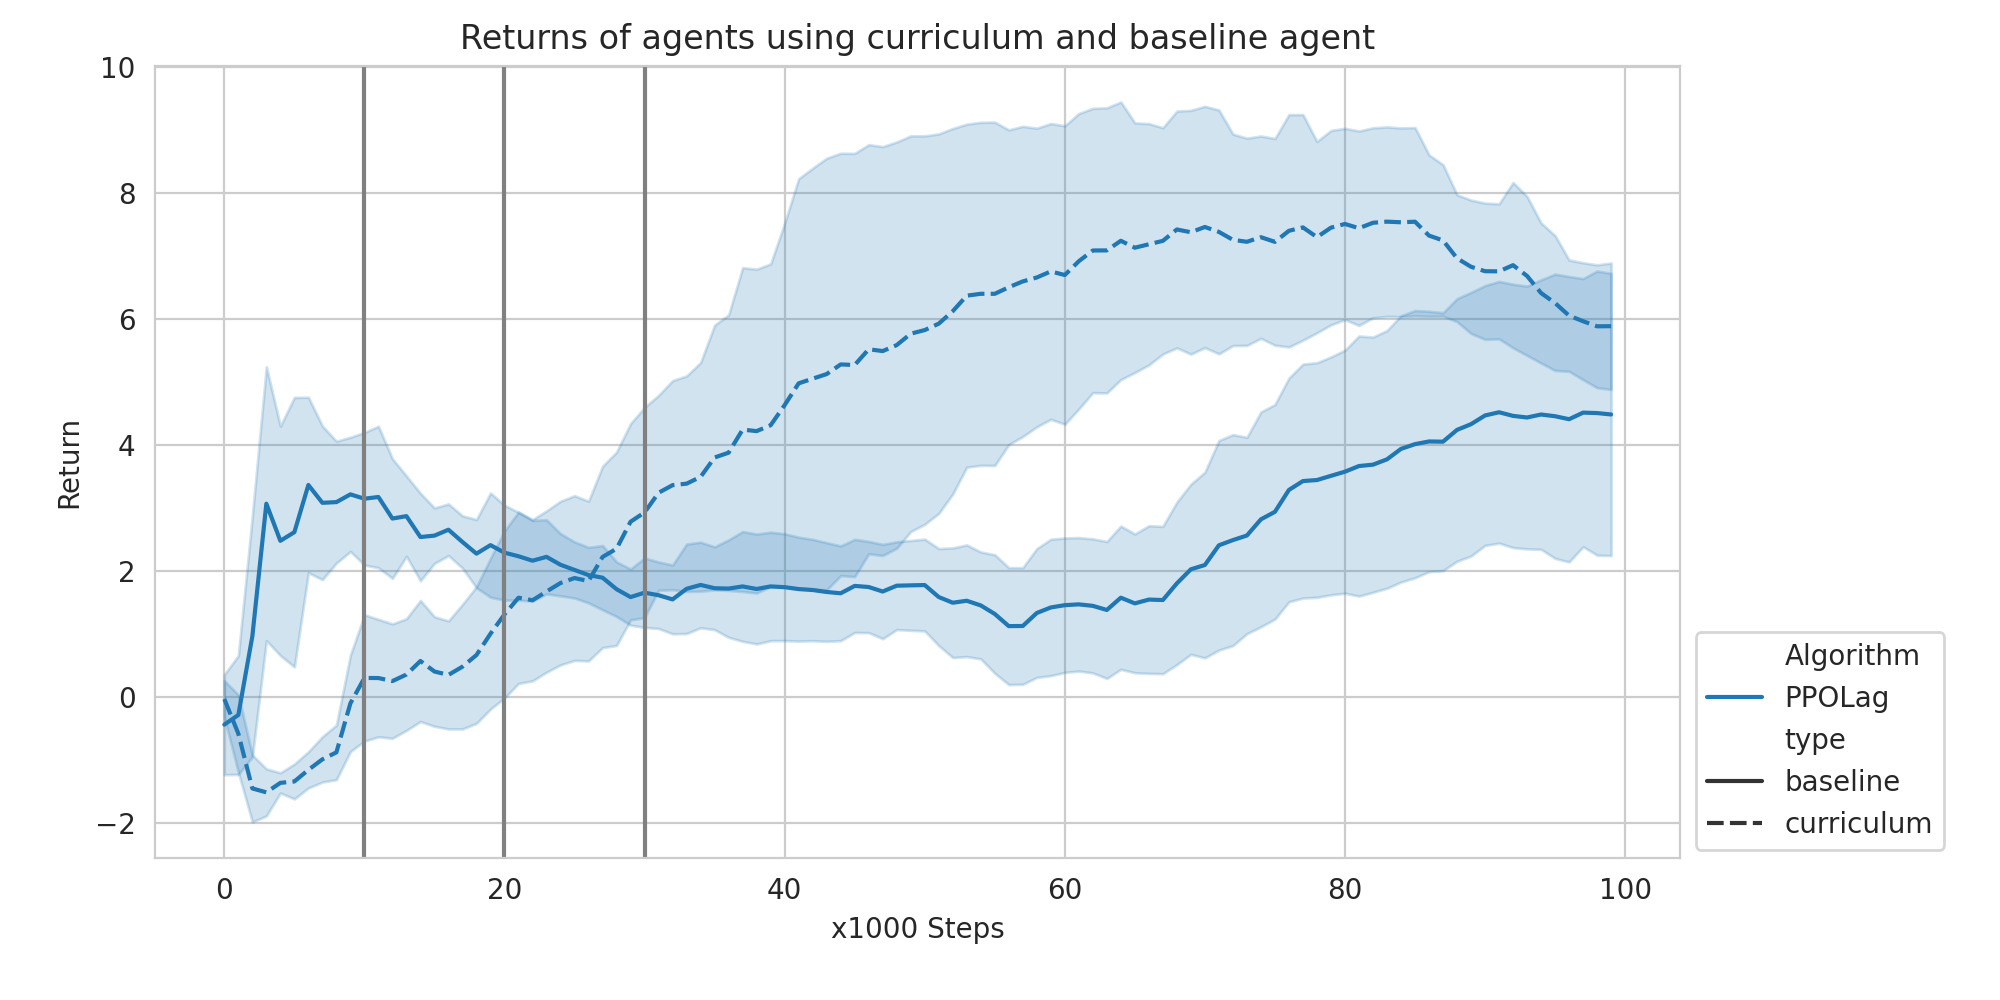 Returns of agents using curriculum and baseline agent
10
8
6
4
2
0
−2
Return
0 20 40 60 80 100
x1000 Steps
Algorithm
PPOLag
type
baseline
curriculum